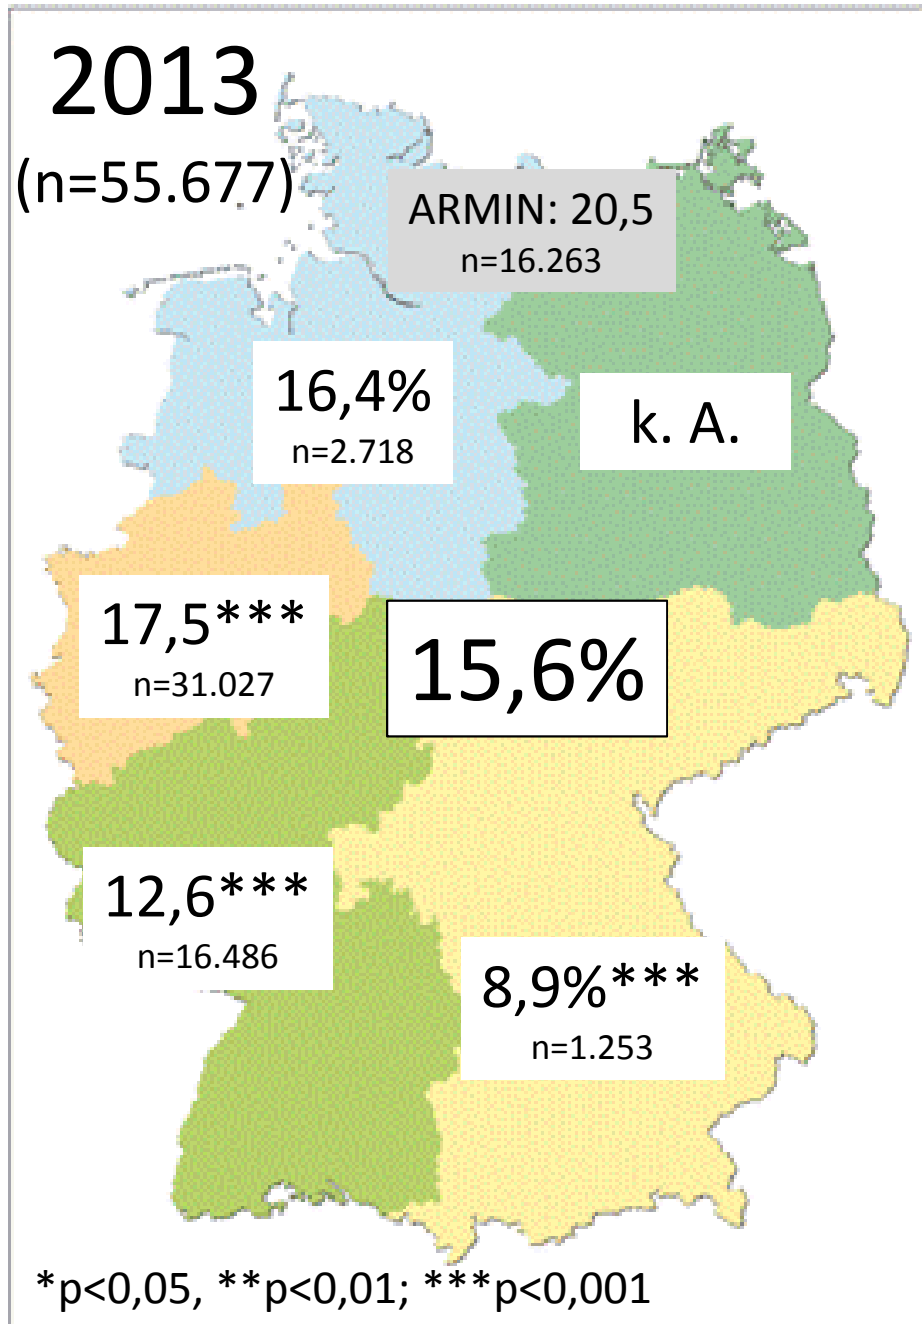 2013
(n=55.677)
ARMIN: 20,5
n=16.263
16,4%
n=2.718
k. A.
17,5***
n=31.027
15,6%
12,6***
n=16.486
8,9%***
n=1.253
*p<0,05, **p<0,01; ***p<0,001